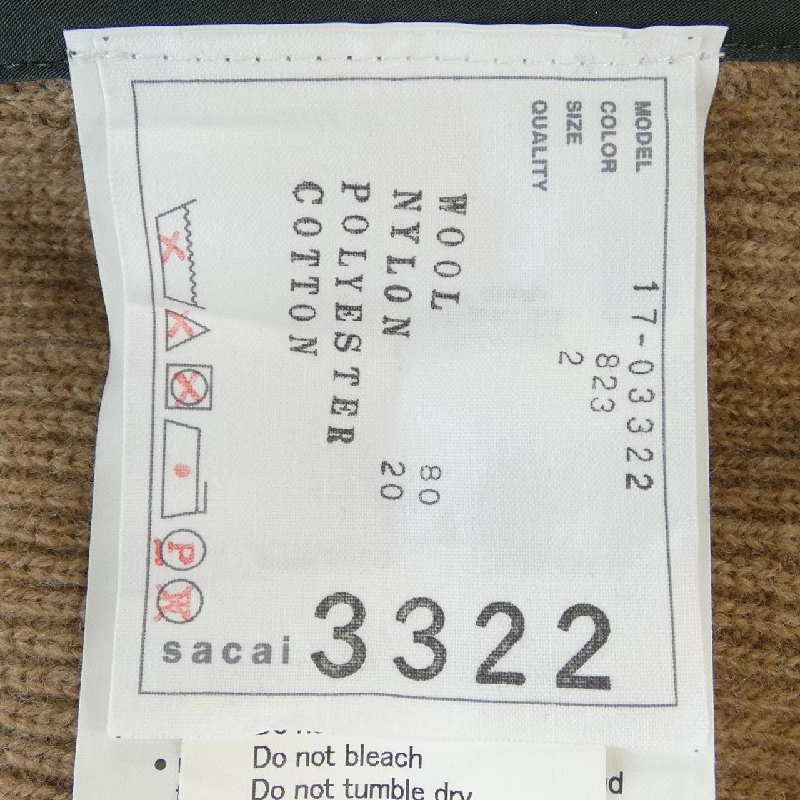 MODEL 17-03322
COLOR 823
SIZE 2
QUALITY
WOOL 80
NYLON 20
POLYESTER
COTTON
P
W
sacai 3322
Do not bleach
Do not tumble dry